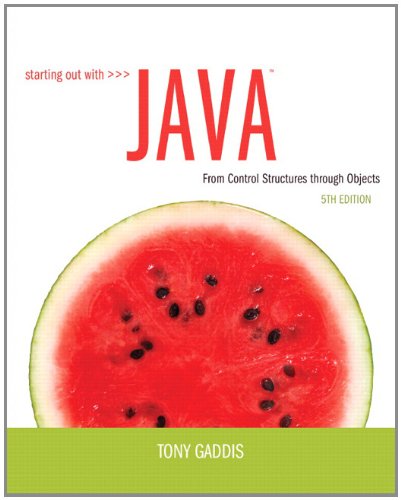 starting out with >>>
JAVA™
From Control Structures through Objects
5TH EDITION
TONY GADDIS